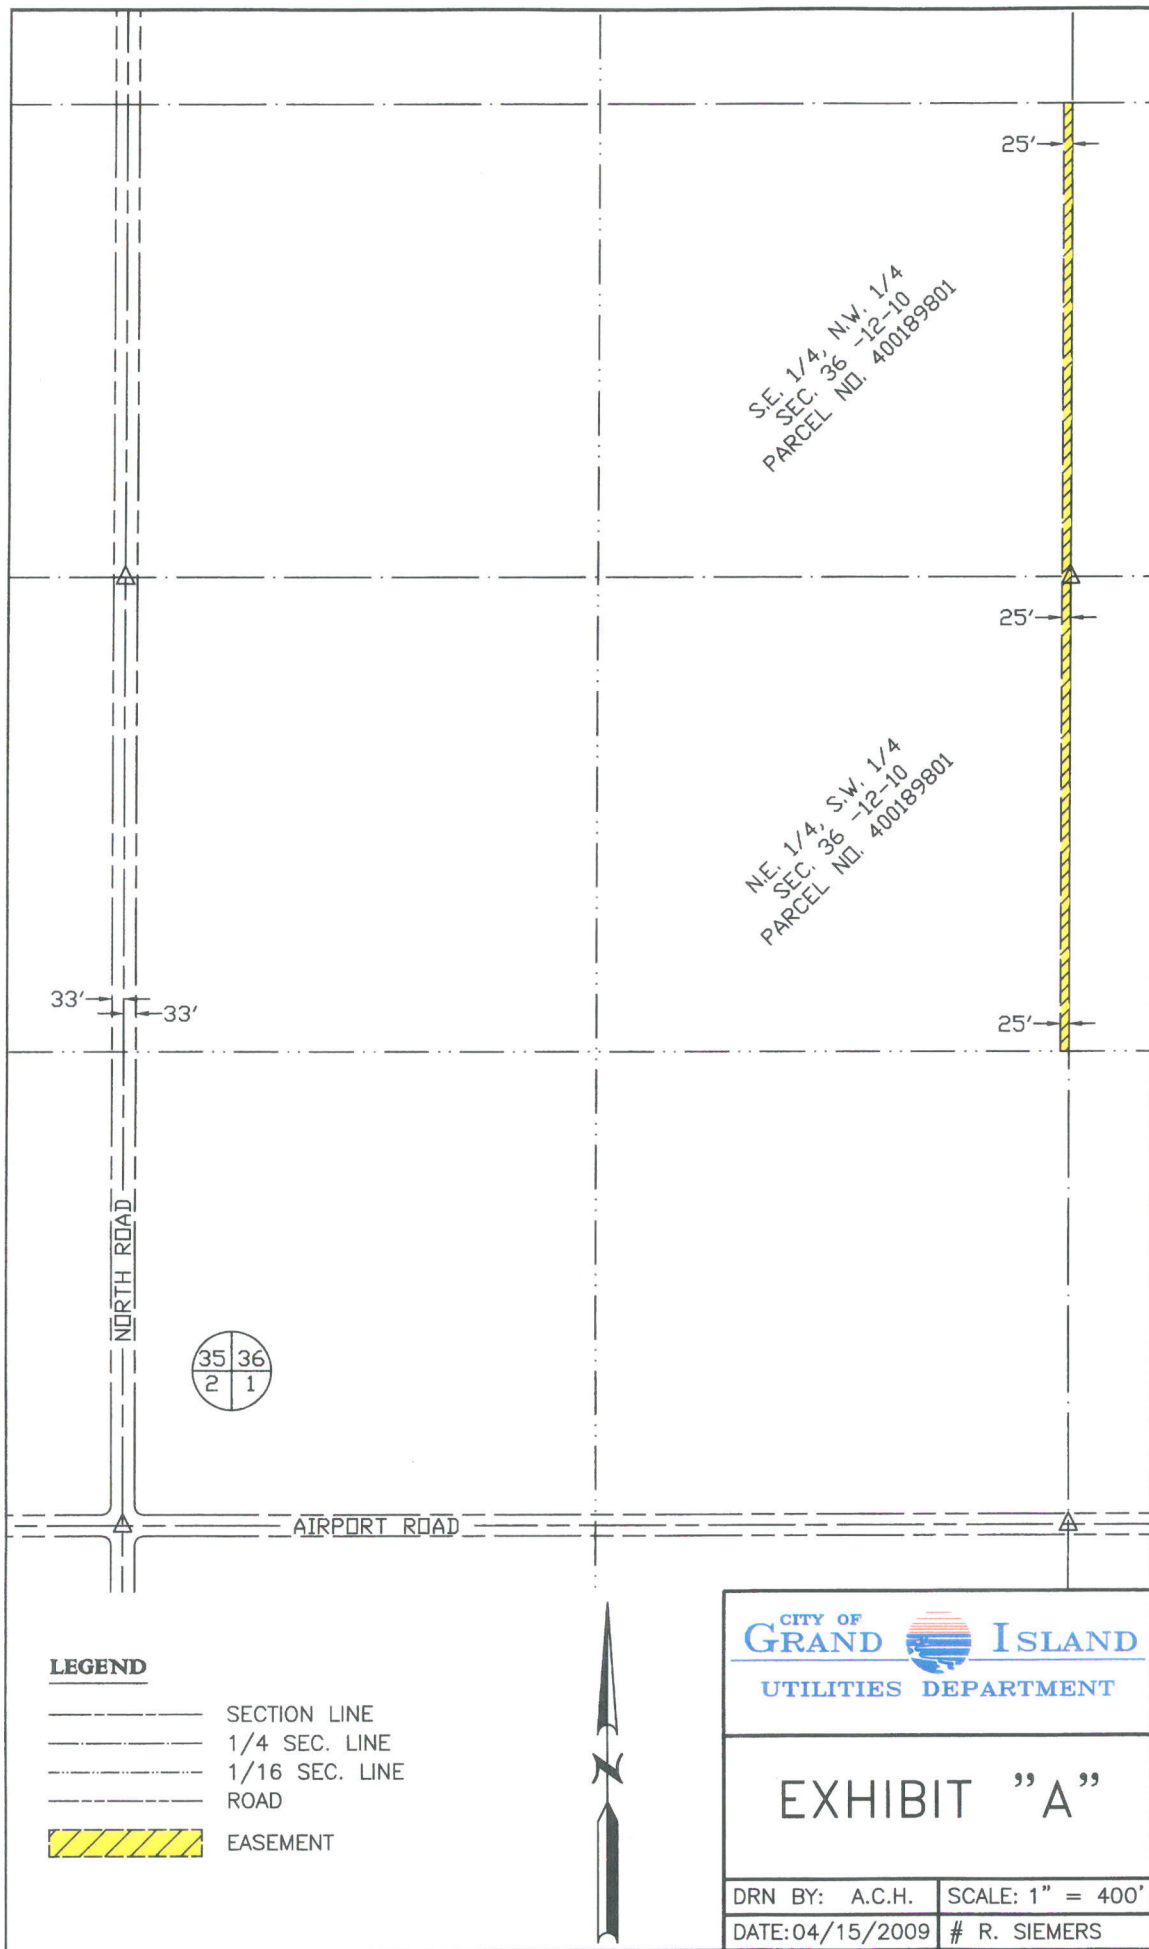 25'
S.E. 1/4, N.W. 1/4
SEC. 36 -12-10
PARCEL NO. 400189801
25'
N.E. 1/4, S.W. 1/4
SEC. 36 -12-10
PARCEL NO. 400189801
33'
33'
25'
NORTH ROAD
35 36
2 1
AIRPORT ROAD
LEGEND
SECTION LINE
1/4 SEC. LINE
1/16 SEC. LINE
ROAD
EASEMENT
N
CITY OF
GRAND ISLAND
UTILITIES DEPARTMENT
EXHIBIT "A"
DRN BY: A.C.H.
SCALE: 1" = 400'
DATE: 04/15/2009
# R. SIEMERS